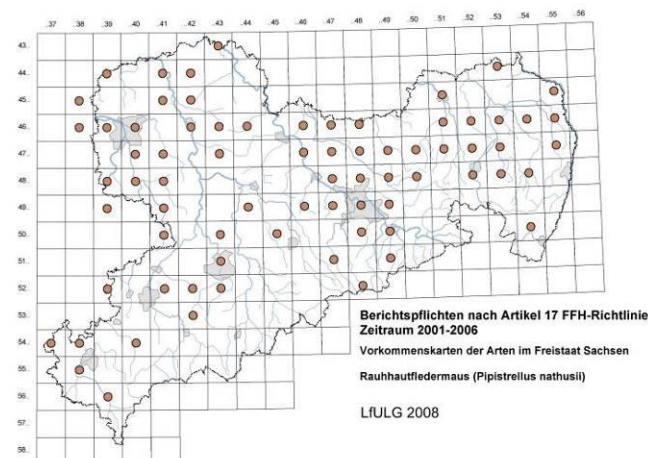 .37 .38 .39 .40 .41 .42 .43 .44 .45 .46 .47 .48 .49 .50 .51 .52 .53 .54 .55 .56
43..
44..
45..
46..
47..
48..
49..
50..
51..
52..
53..
54..
55..
56..
57..
58..
Berichtspflichten nach Artikel 17 FFH-Richtlinie
Zeitraum 2001-2006
Vorkommenskarten der Arten im Freistaat Sachsen
Rauhhautfledermaus (Pipistrellus nathusii)
LfULG 2008